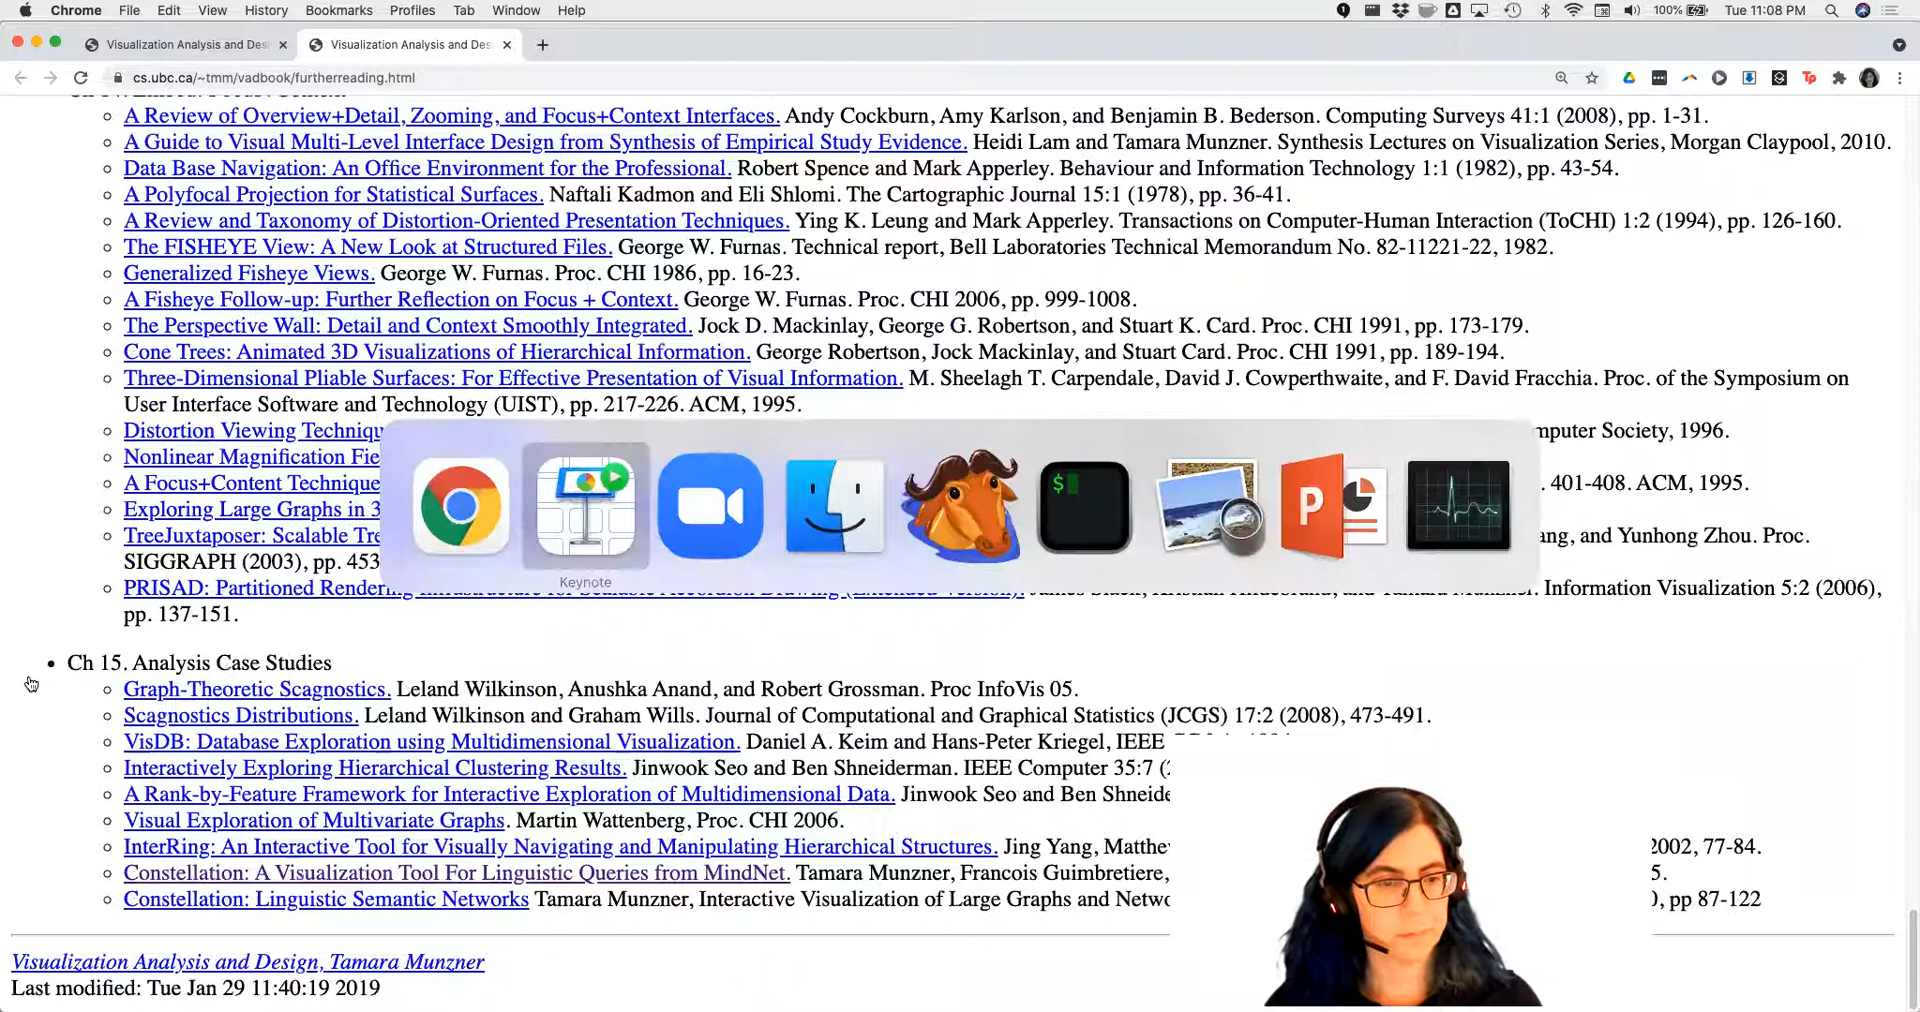 Chrome File Edit View History Bookmarks Profiles Tab Window Help 100% Tue 11:08 PM
Visualization Analysis and Des Visualization Analysis and Des
cs.ubc.ca/~tmm/vadbook/furtherreading.html
A Review of Overview+Detail, Zooming, and Focus+Context Interfaces. Andy Cockburn, Amy Karlson, and Benjamin B. Bederson. Computing Surveys 41:1 (2008), pp. 1-31.
A Guide to Visual Multi-Level Interface Design from Synthesis of Empirical Study Evidence. Heidi Lam and Tamara Munzner. Synthesis Lectures on Visualization Series, Morgan Claypool, 2010.
Data Base Navigation: An Office Environment for the Professional. Robert Spence and Mark Apperley. Behaviour and Information Technology 1:1 (1982), pp. 43-54.
A Polyfocal Projection for Statistical Surfaces. Naftali Kadmon and Eli Shlomi. The Cartographic Journal 15:1 (1978), pp. 36-41.
A Review and Taxonomy of Distortion-Oriented Presentation Techniques. Ying K. Leung and Mark Apperley. Transactions on Computer-Human Interaction (ToCHI) 1:2 (1994), pp. 126-160.
The FISHEYE View: A New Look at Structured Files. George W. Furnas. Technical report, Bell Laboratories Technical Memorandum No. 82-11221-22, 1982.
Generalized Fisheye Views. George W. Furnas. Proc. CHI 1986, pp. 16-23.
A Fisheye Follow-up: Further Reflection on Focus + Context. George W. Furnas. Proc. CHI 2006, pp. 999-1008.
The Perspective Wall: Detail and Context Smoothly Integrated. Jock D. Mackinlay, George G. Robertson, and Stuart K. Card. Proc. CHI 1991, pp. 173-179.
Cone Trees: Animated 3D Visualizations of Hierarchical Information. George Robertson, Jock Mackinlay, and Stuart Card. Proc. CHI 1991, pp. 189-194.
Three-Dimensional Pliable Surfaces: For Effective Presentation of Visual Information. M. Sheelagh T. Carpendale, David J. Cowperthwaite, and F. David Fracchia. Proc. of the Symposium on
User Interface Software and Technology (UIST), pp. 217-226. ACM, 1995.
Distortion Viewing Techniqu mputer Society, 1996.
Nonlinear Magnification Fie
A Focus+Content Technique . 401-408. ACM, 1995.
Exploring Large Graphs in 3
TreeJuxtaposer: Scalable Tre ang, and Yunhong Zhou. Proc.
SIGGRAPH (2003), pp. 453
Keynote
PRISAD: Partitioned Rendering Infrastructure for Scalable Accordion Drawing (Extended Version). James Slack, Kristian Hildebrand, and Tamara Munzner. Information Visualization 5:2 (2006),
pp. 137-151.
Ch 15. Analysis Case Studies
Graph-Theoretic Scagnostics. Leland Wilkinson, Anushka Anand, and Robert Grossman. Proc InfoVis 05.
Scagnostics Distributions. Leland Wilkinson and Graham Wills. Journal of Computational and Graphical Statistics (JCGS) 17:2 (2008), 473-491.
VisDB: Database Exploration using Multidimensional Visualization. Daniel A. Keim and Hans-Peter Kriegel, IEEE
Interactively Exploring Hierarchical Clustering Results. Jinwook Seo and Ben Shneiderman. IEEE Computer 35:7 (
A Rank-by-Feature Framework for Interactive Exploration of Multidimensional Data. Jinwook Seo and Ben Shneide
Visual Exploration of Multivariate Graphs. Martin Wattenberg, Proc. CHI 2006.
InterRing: An Interactive Tool for Visually Navigating and Manipulating Hierarchical Structures. Jing Yang, Matthe 2002, 77-84.
Constellation: A Visualization Tool For Linguistic Queries from MindNet. Tamara Munzner, Francois Guimbretiere, 5.
Constellation: Linguistic Semantic Networks Tamara Munzner, Interactive Visualization of Large Graphs and Netwo ), pp 87-122
Visualization Analysis and Design, Tamara Munzner
Last modified: Tue Jan 29 11:40:19 2019